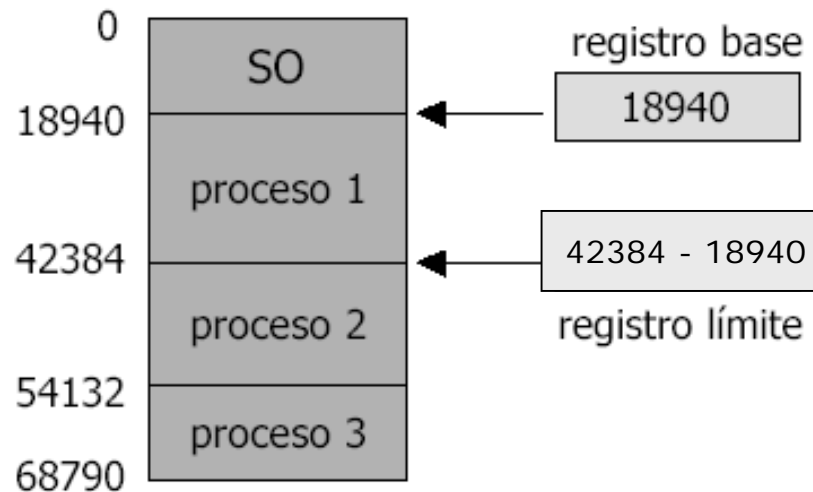 0
SO
registro base
18940
18940
proceso 1
42384
42384 - 18940
registro límite
proceso 2
54132
proceso 3
68790